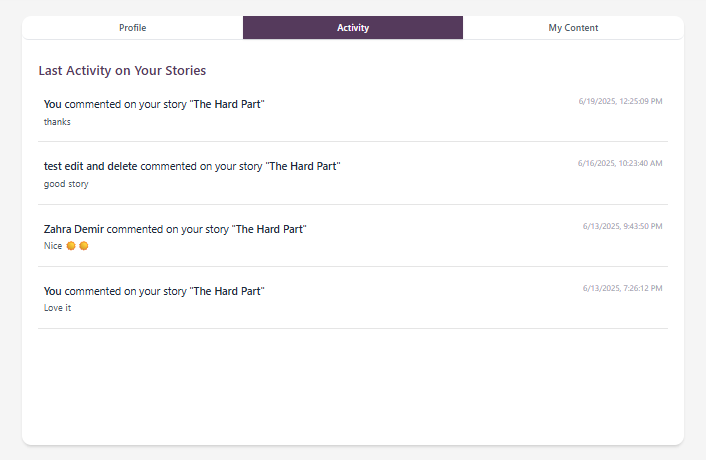 Profile
Activity
My Content
Last Activity on Your Stories
You commented on your story "The Hard Part"
6/19/2025, 12:25:09 PM
thanks
test edit and delete commented on your story "The Hard Part"
6/16/2025, 10:23:40 AM
good story
Zahra Demir commented on your story "The Hard Part"
6/13/2025, 9:43:50 PM
Nice
You commented on your story "The Hard Part"
6/13/2025, 7:26:12 PM
Love it